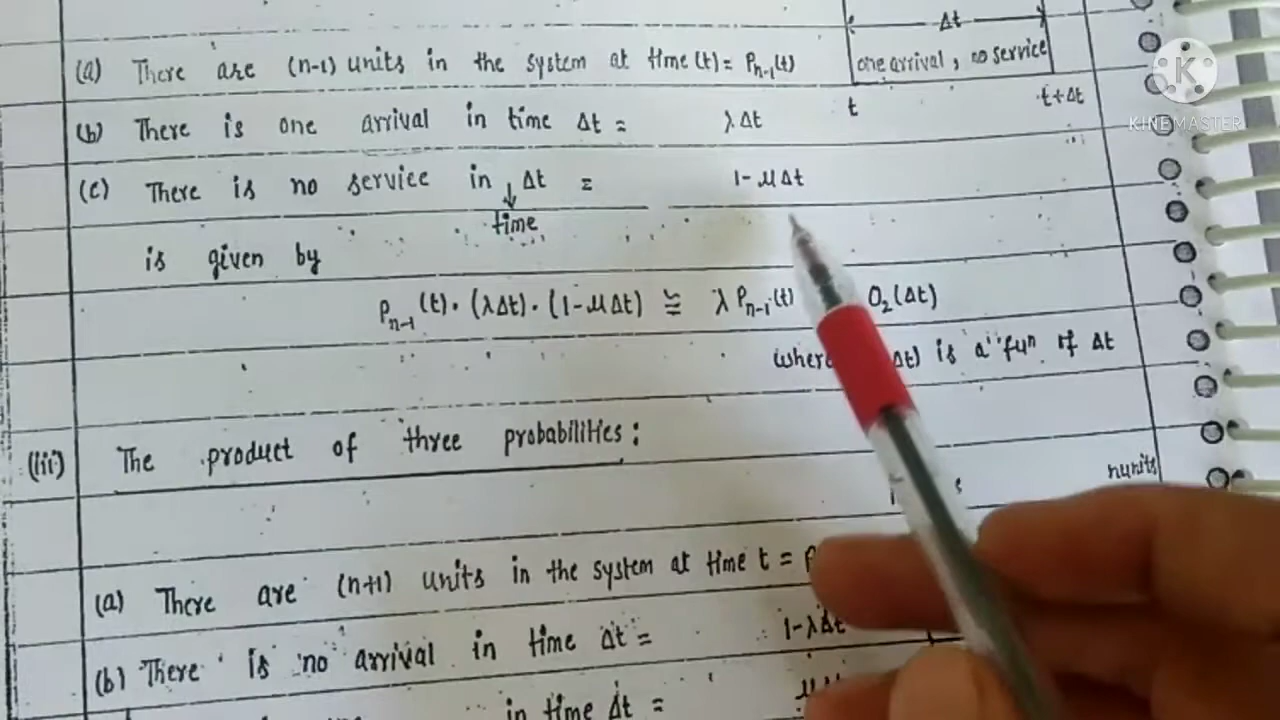 Δt
(a) There are (n-1) units in the system at time (t) = Pn-1(t)
one arrival, no service
t
t+Δt
KINEMASTER
(b) There is one arrival in time Δt = λΔt
(c) There is no service in Δt = 1-μΔt
time
is given by
Pn-1(t)·(λΔt)·(1-μΔt) ≅ λPn-1(t) O2(Δt)
where Δt) is a fun if Δt
(iii) The product of three probabilities:
nunits
(a) There are (n+1) units in the system at time t = P
(b) There is no arrival in time Δt = 1-λΔt
in time Δt =